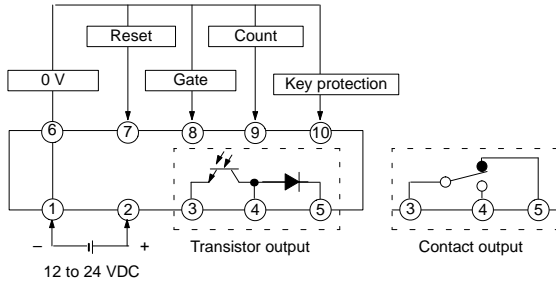 Reset
Count
0 V
Gate
Key protection
6 7 8 9 10
1 2 3 4 5
3 4 5
− +
Transistor output
Contact output
12 to 24 VDC